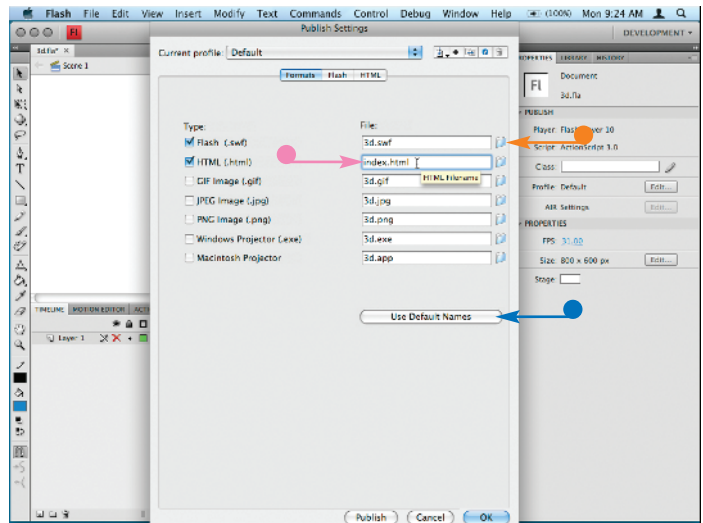 Flash File Edit View Insert Modify Text Commands Control Debug Window Help (100%) Mon 9:24 AM
Publish Settings
Fl
DEVELOPMENT
3d.fla* ×
Scene 1
Current profile: Default
Formats Flash HTML
Type: File:
Flash (.swf) 3d.swf
HTML (.html) index.html
HTML Filename
GIF Image (.gif) 3d.gif
JPEG Image (.jpg) 3d.jpg
PNG Image (.png) 3d.png
Windows Projector (.exe) 3d.exe
Macintosh Projector 3d.app
Use Default Names
Publish Cancel OK
PROPERTIES LIBRARY HISTORY
Fl
Document
3d.fla
PUBLISH
Player: Flash Player 10
Script: ActionScript 3.0
Class:
Profile: Default Edit...
AIR Settings Edit...
PROPERTIES
FPS: 31.00
Size: 800 x 600 px Edit...
Stage:
TIMELINE MOTION EDITOR ACTI
Layer 1